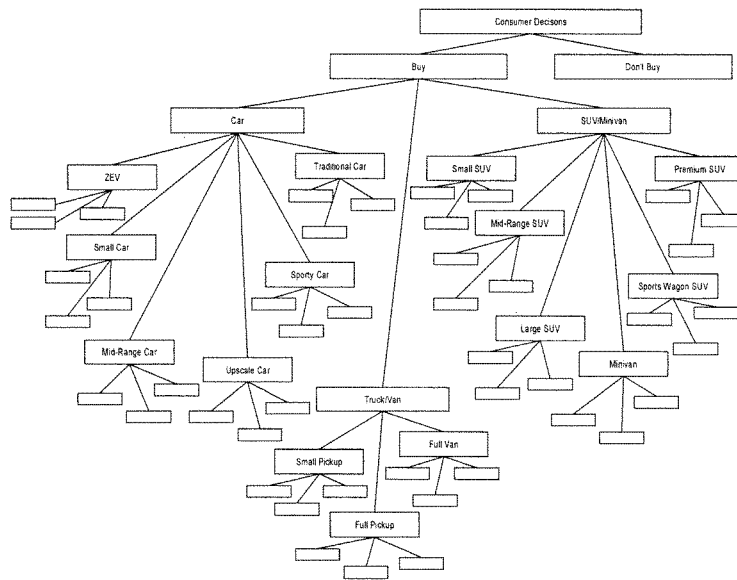 Consumer Decisons
Buy
Don't Buy
Car
SUV/Minivan
Traditional Car
Small SUV
Premium SUV
ZEV
Mid-Range SUV
Small Car
Sporty Car
Sports Wagon SUV
Large SUV
Mid-Range Car
Upscale Car
Minivan
Truck/Van
Full Van
Small Pickup
Full Pickup